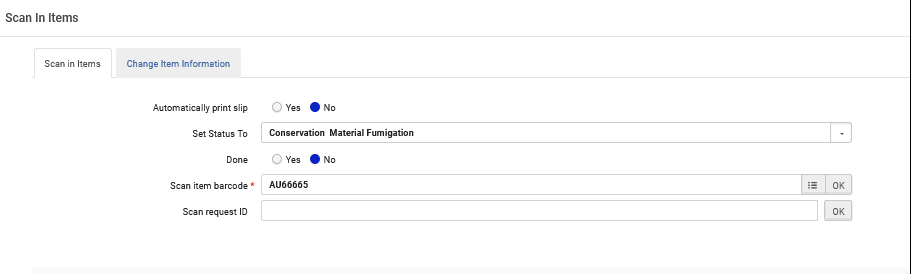 Scan In Items
Scan in Items Change Item Information
Automatically print slip Yes No
Set Status To Conservation Material Fumigation
Done Yes No
Scan item barcode * AU66665 OK
Scan request ID OK